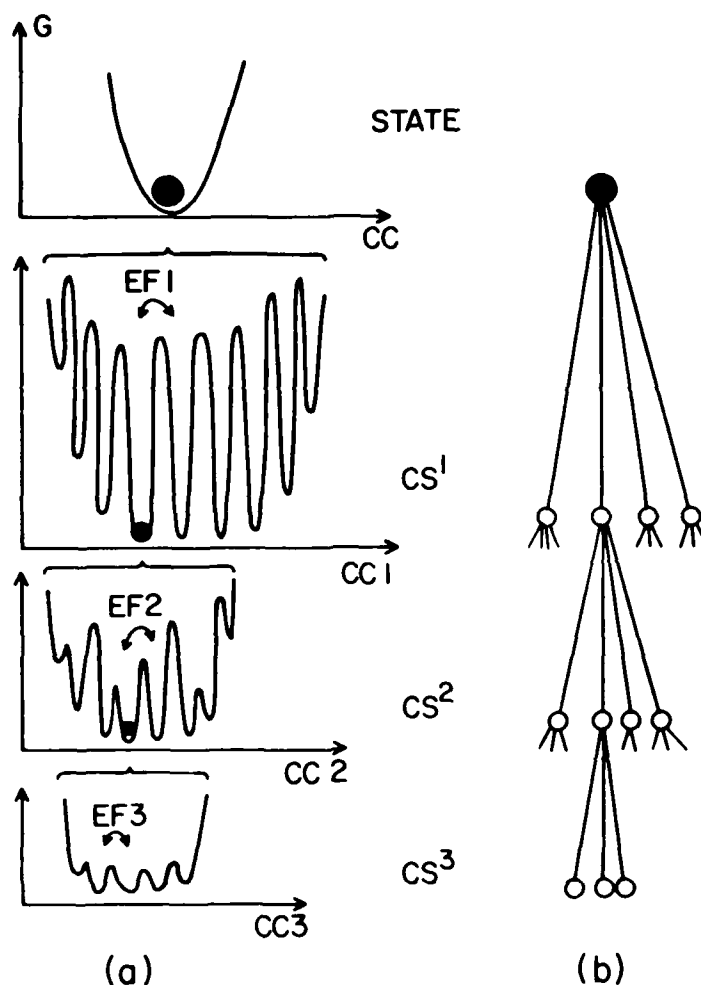 G
STATE
CC
EF1
CS¹
CC1
EF2
CS²
CC2
EF3
CS³
CC3
(a)
(b)